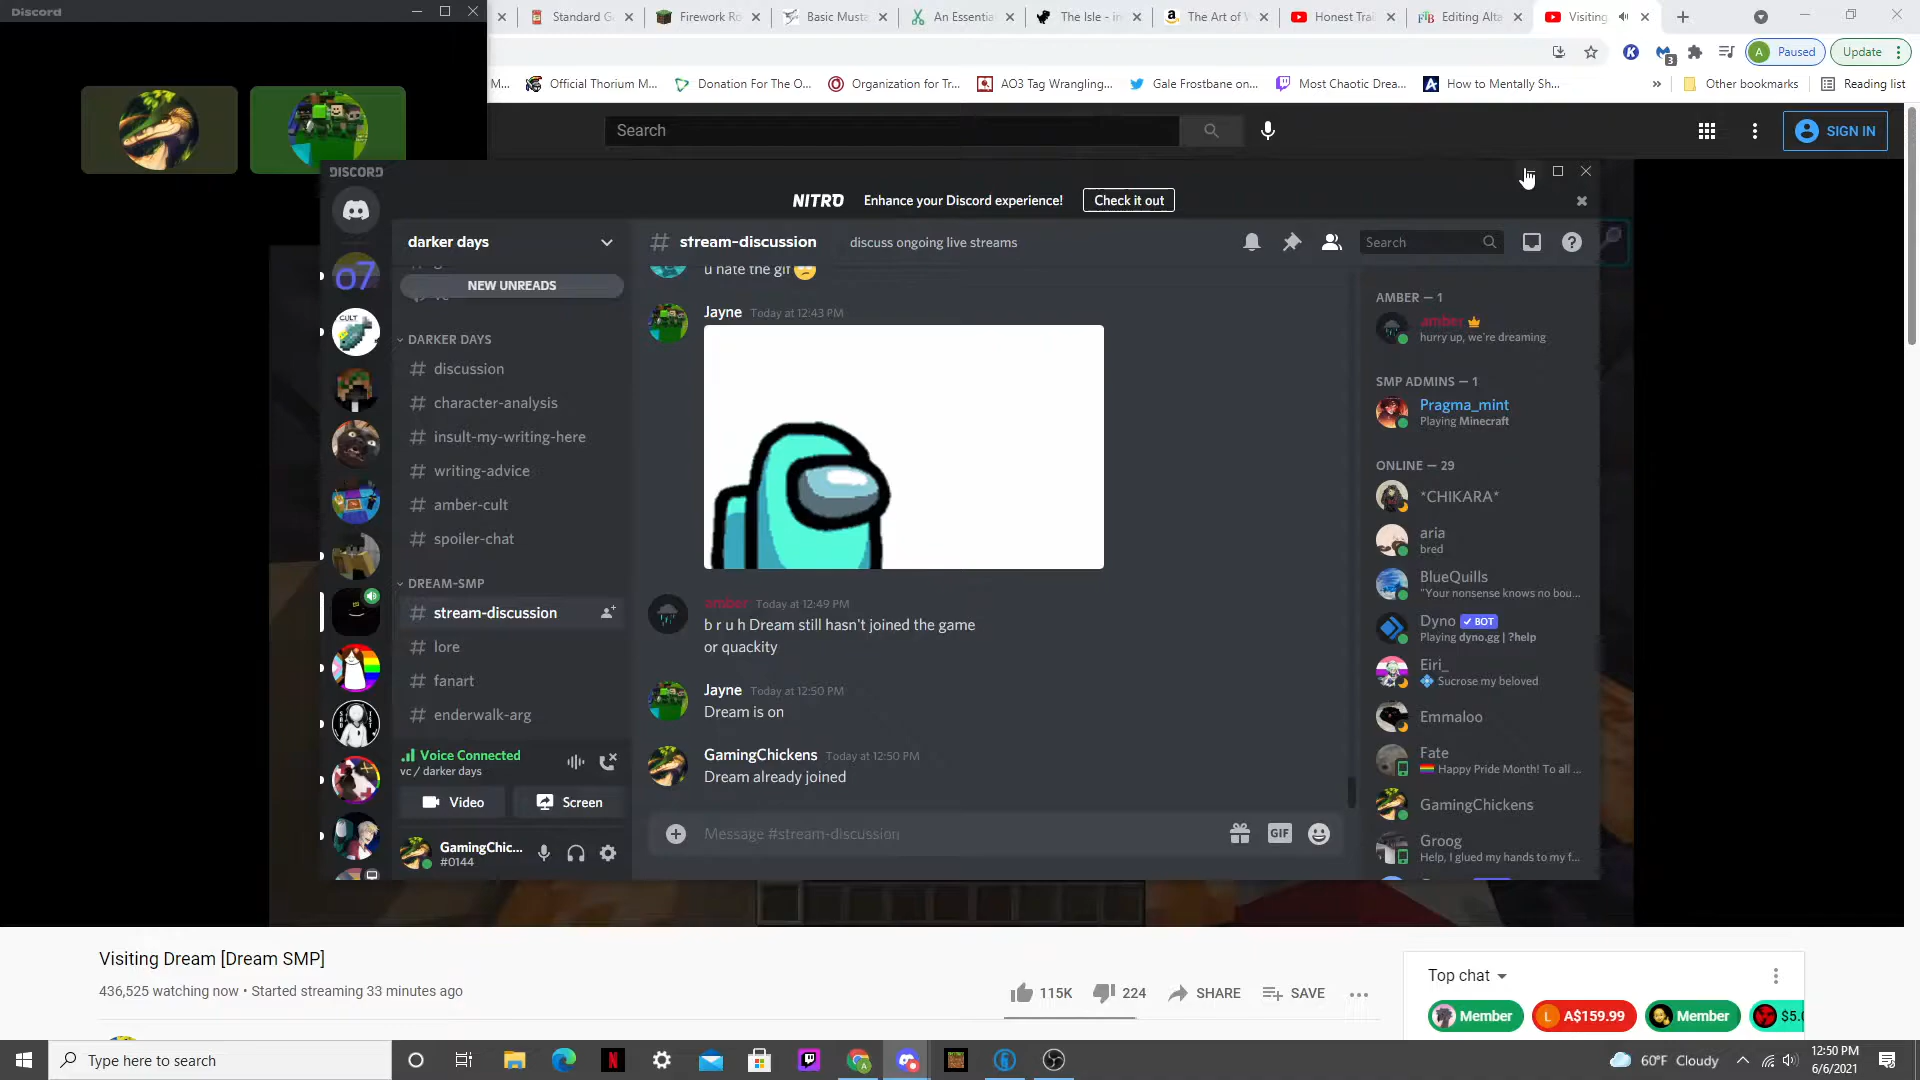 Discord
Standard G
Firework Ro
Basic Musta
An Essentia
The Isle - in
The Art of
Honest Trai
Editing Alta
Visiting
Paused
Update
M...
Official Thorium M...
Donation For The O...
Organization for Tr...
AO3 Tag Wrangling...
Gale Frostbane on...
Most Chaotic Drea...
How to Mentally Sh...
Other bookmarks
Reading list
Search
SIGN IN
DISCORD
NITRO
Enhance your Discord experience!
Check it out
darker days
stream-discussion
discuss ongoing live streams
Search
NEW UNREADS
DARKER DAYS
discussion
character-analysis
insult-my-writing-here
writing-advice
amber-cult
spoiler-chat
DREAM-SMP
stream-discussion
lore
fanart
enderwalk-arg
Voice Connected
vc / darker days
Video
Screen
GamingChic...
#0144
o7
CULT
u hate the gif
Jayne Today at 12:43 PM
amber Today at 12:49 PM
b r u h Dream still hasn't joined the game
or quackity
Jayne Today at 12:50 PM
Dream is on
GamingChickens Today at 12:50 PM
Dream already joined
Message #stream-discussion
GIF
AMBER — 1
amber
hurry up, we're dreaming
SMP ADMINS — 1
Pragma_mint
Playing Minecraft
ONLINE — 29
*CHIKARA*
aria
bred
BlueQuills
"Your nonsense knows no bou...
Dyno BOT
Playing dyno.gg | ?help
Eiri_
Sucrose my beloved
Emmaloo
Fate
Happy Pride Month! To all ...
GamingChickens
Groog
Help, I glued my hands to my f...
Visiting Dream [Dream SMP]
436,525 watching now • Started streaming 33 minutes ago
115K
224
SHARE
SAVE
Top chat
Member
L A$159.99
Member
Type here to search
60°F Cloudy
12:50 PM
6/6/2021